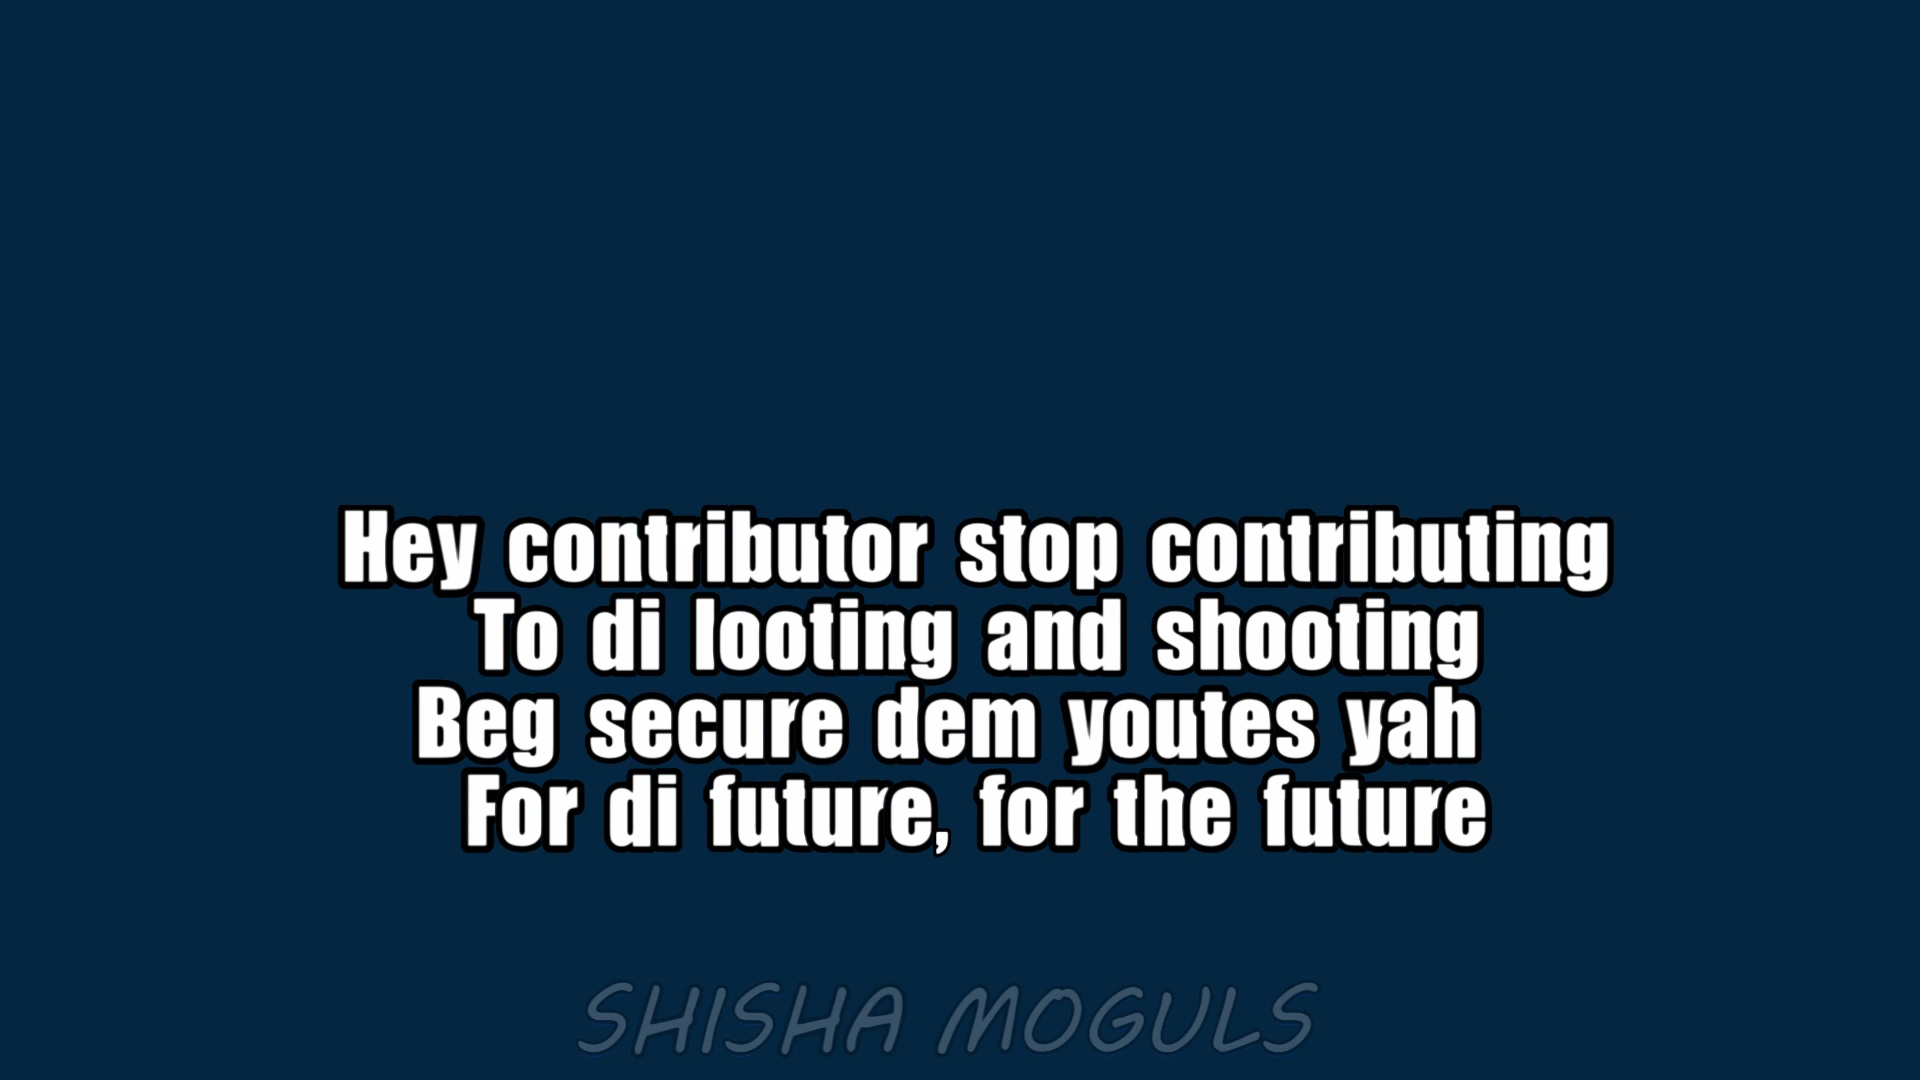 Hey contributor stop contributing
To di looting and shooting
Beg secure dem youtes yah
For di future, for the future
SHISHA MOGULS